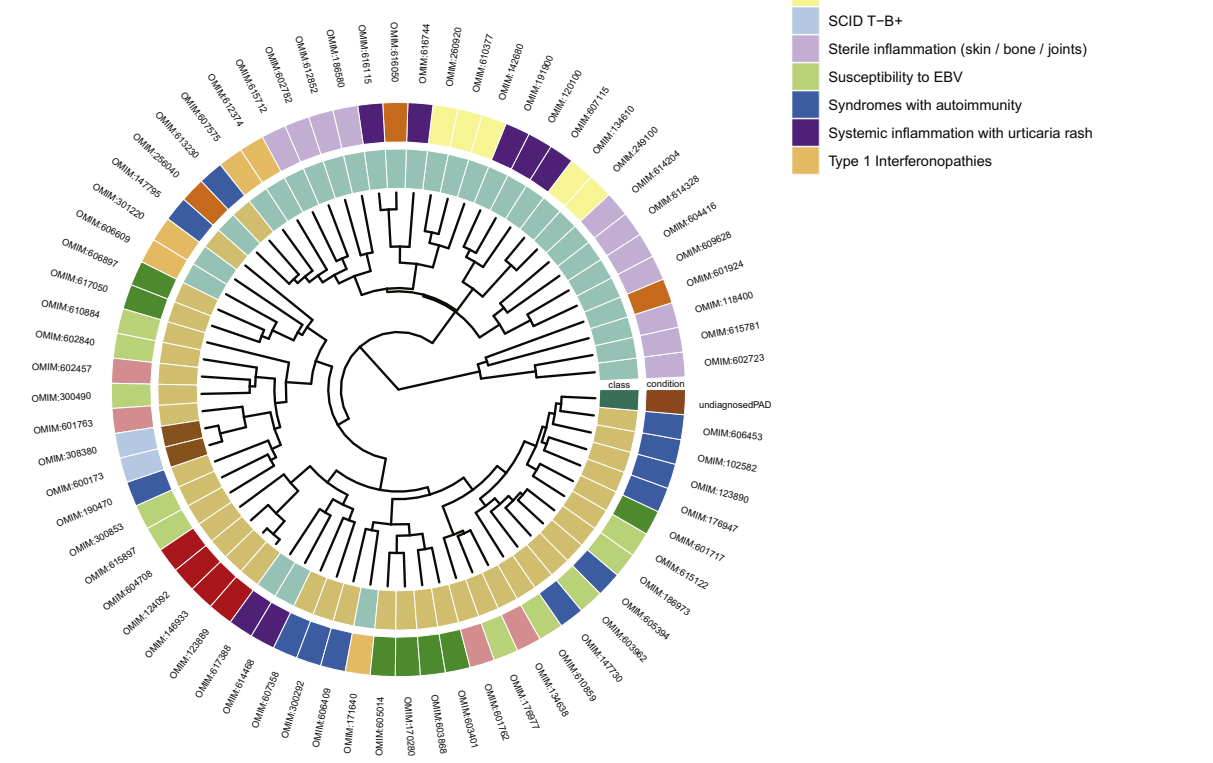 SCID T−B+
Sterile inflammation (skin / bone / joints)
Susceptibility to EBV
Syndromes with autoimmunity
Systemic inflammation with urticaria rash
Type 1 Interferonopathies
class
condition
undiagnosedPAD
OMIM:606453
OMIM:102582
OMIM:123890
OMIM:176947
OMIM:601717
OMIM:615122
OMIM:186973
OMIM:605394
OMIM:603962
OMIM:147730
OMIM:610859
OMIM:134638
OMIM:176977
OMIM:601762
OMIM:603401
OMIM:603868
OMIM:170280
OMIM:605014
OMIM:171640
OMIM:606409
OMIM:300292
OMIM:607358
OMIM:614468
OMIM:617388
OMIM:123889
OMIM:146933
OMIM:124092
OMIM:604708
OMIM:615897
OMIM:300853
OMIM:190470
OMIM:600173
OMIM:308380
OMIM:601763
OMIM:300490
OMIM:602457
OMIM:602840
OMIM:610884
OMIM:617050
OMIM:606897
OMIM:606609
OMIM:301220
OMIM:147795
OMIM:256040
OMIM:613230
OMIM:607575
OMIM:612374
OMIM:615712
OMIM:602782
OMIM:612852
OMIM:186580
OMIM:616115
OMIM:616050
OMIM:616744
OMIM:260920
OMIM:610377
OMIM:142680
OMIM:191900
OMIM:120100
OMIM:607115
OMIM:134610
OMIM:249100
OMIM:614204
OMIM:614328
OMIM:604416
OMIM:609628
OMIM:601924
OMIM:118400
OMIM:615781
OMIM:602723